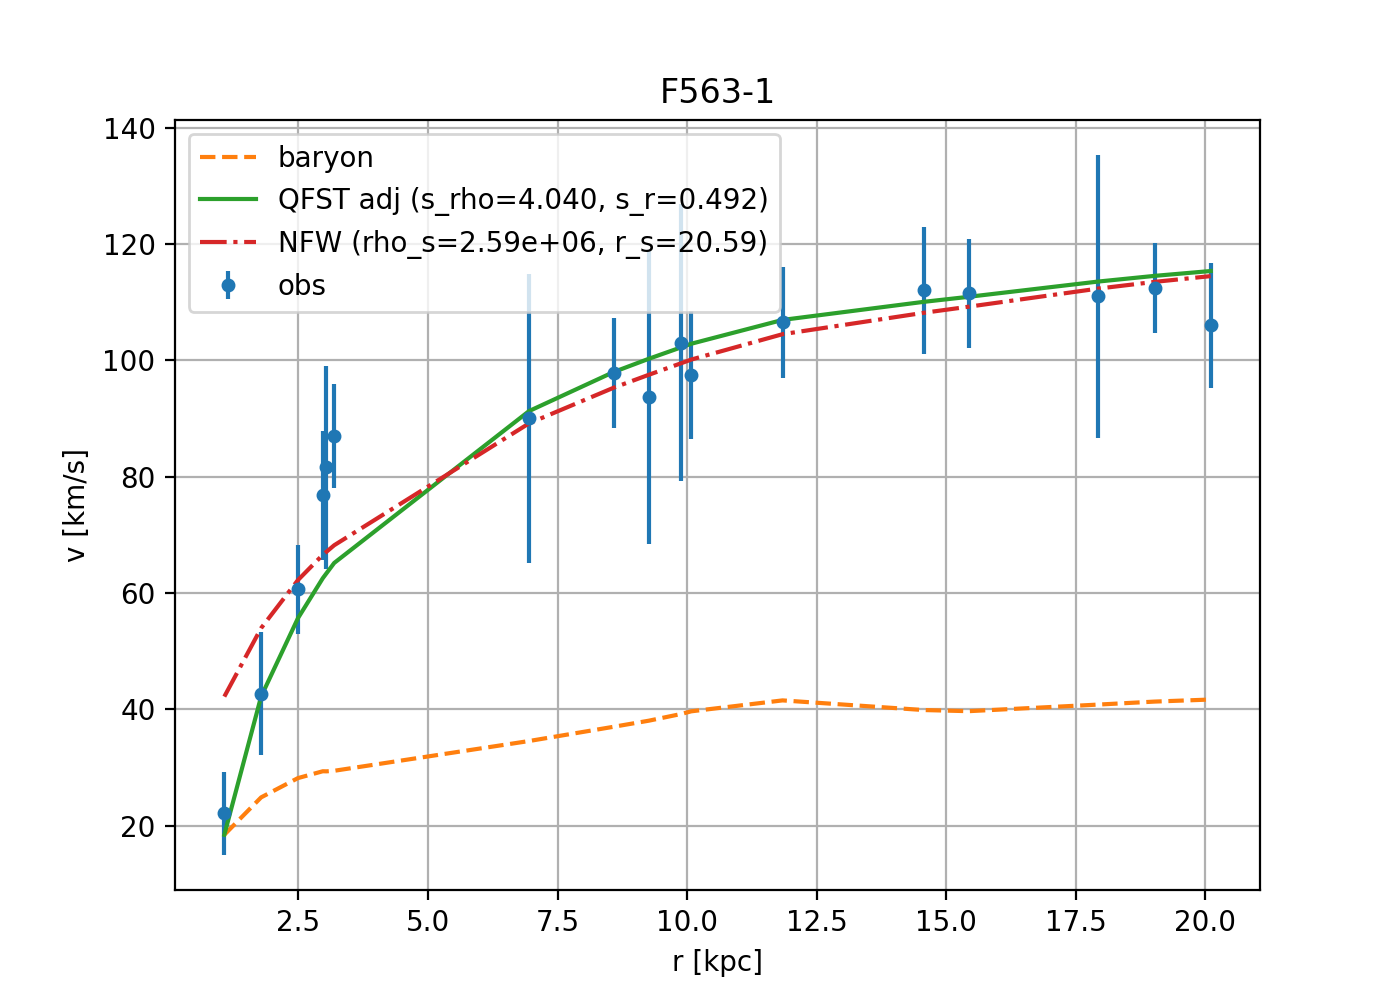 F563-1
140
120
100
80
60
40
20
v [km/s]
baryon
QFST adj (s_rho=4.040, s_r=0.492)
NFW (rho_s=2.59e+06, r_s=20.59)
obs
2.5 5.0 7.5 10.0 12.5 15.0 17.5 20.0
r [kpc]